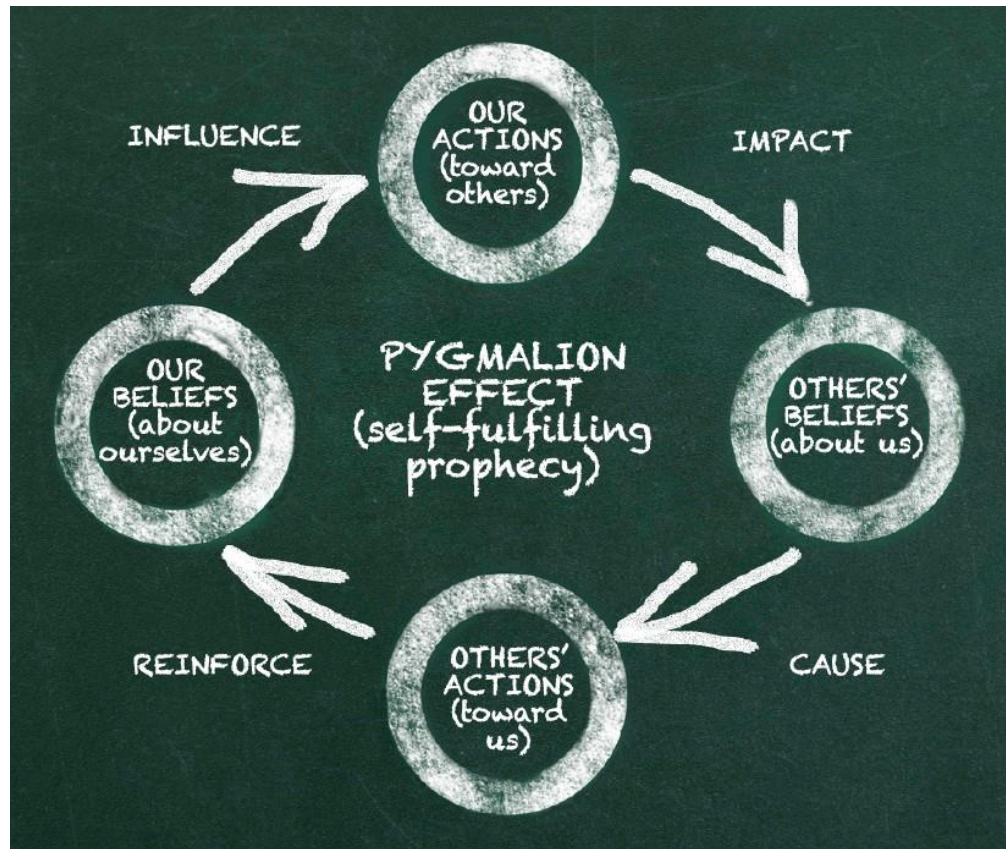 OUR
ACTIONS
(toward
others)
INFLUENCE
IMPACT
PYGMALION
EFFECT
(self-fulfilling
prophecy)
OUR
BELIEFS
(about
ourselves)
OTHERS'
BELIEFS
(about us)
REINFORCE
OTHERS'
ACTIONS
(toward
us)
CAUSE